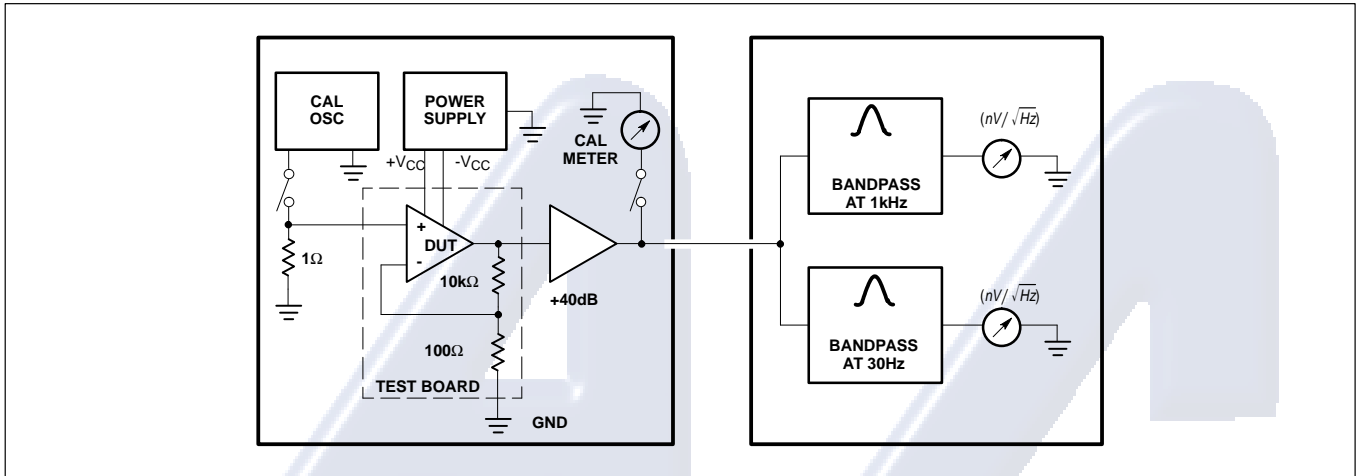 CAL
OSC
POWER
SUPPLY
CAL
METER
+VCC
-VCC
+
DUT
-
1Ω
10kΩ
100Ω
TEST BOARD
+40dB
GND
BANDPASS
AT 1kHz
(nV/√Hz)
BANDPASS
AT 30Hz
(nV/√Hz)